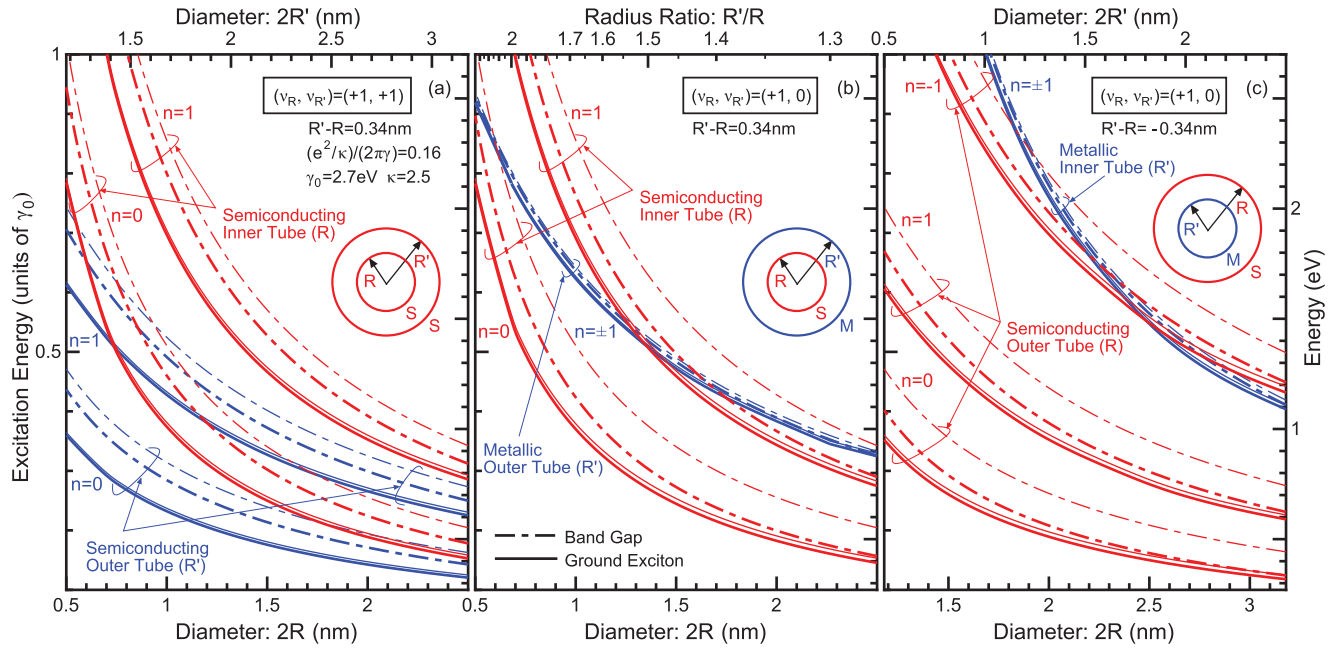 Diameter: 2R' (nm)
Radius Ratio: R'/R
Diameter: 2R' (nm)
1.5 2 2.5 3
2 1.7 1.6 1.5 1.4 1.3
0.5 1 1.5 2
Excitation Energy (units of γ0)
1
0.5
(a)
(νR, νR')=(+1, +1)
R'-R=0.34nm
(e²/κ)/(2πγ)=0.16
γ0=2.7eV κ=2.5
n=1
n=0
Semiconducting
Inner Tube (R)
n=1
n=0
Semiconducting
Outer Tube (R')
R
R'
S
S
0.5 1 1.5 2
Diameter: 2R (nm)
(b)
(νR, νR')=(+1, 0)
R'-R=0.34nm
n=1
Semiconducting
Inner Tube (R)
n=0
n=±1
Metallic
Outer Tube (R')
R
R'
S
M
Band Gap
Ground Exciton
0.5 1 1.5 2
Diameter: 2R (nm)
(c)
(νR, νR')=(+1, 0)
R'-R= -0.34nm
n=-1
n=±1
Metallic
Inner Tube (R')
n=1
Semiconducting
Outer Tube (R)
n=0
R'
R
M
S
1.5 2 2.5 3
Diameter: 2R (nm)
2
1
Energy (eV)